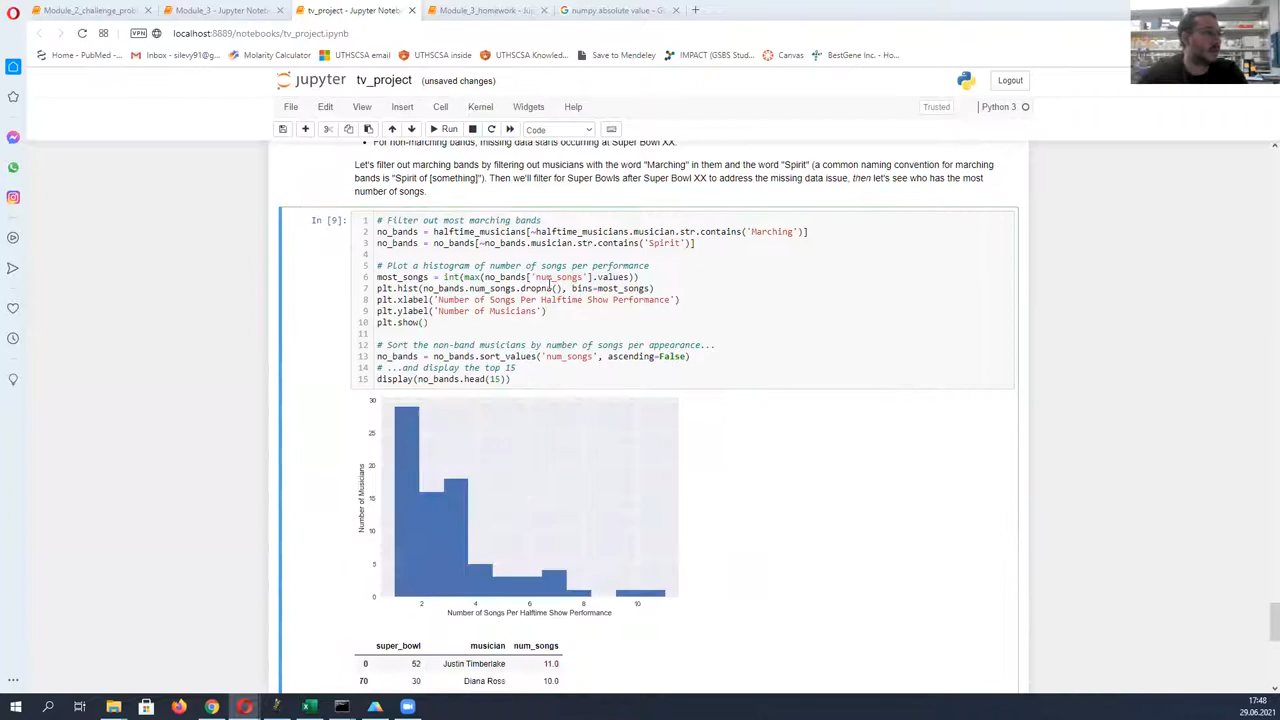 Module_2_challenge_prob
Module_3 - Jupyter Noteb
tv_project - Jupyter Noteb
Module_3_homework - Jup
numpy.absolute value - G
VPN
localhost:8889/notebooks/tv_project.ipynb
Home - PubMed -
Inbox - silevy91@gm...
Molarity Calculator
UTHSCSA email
UTHSCSA Inside
UTHSCSA Knowled...
Save to Mendeley
IMPACT (GSBS Stude...
Canvas
BestGene Inc. - Ho...
jupyter tv_project (unsaved changes)
Logout
File Edit View Insert Cell Kernel Widgets Help
Trusted
Python 3
Run
Code
For non-marching bands, missing data starts occurring at Super Bowl XX.
Let's filter out marching bands by filtering out musicians with the word "Marching" in them and the word "Spirit" (a common naming convention for marching
bands is "Spirit of [something]"). Then we'll filter for Super Bowls after Super Bowl XX to address the missing data issue, then let's see who has the most
number of songs.
In [9]:
1 # Filter out most marching bands
2 no_bands = halftime_musicians[~halftime_musicians.musician.str.contains('Marching')]
3 no_bands = no_bands[~no_bands.musician.str.contains('Spirit')]
4
5 # Plot a histogram of number of songs per performance
6 most_songs = int(max(no_bands['num_songs'].values))
7 plt.hist(no_bands.num_songs.dropna(), bins=most_songs)
8 plt.xlabel('Number of Songs Per Halftime Show Performance')
9 plt.ylabel('Number of Musicians')
10 plt.show()
11
12 # Sort the non-band musicians by number of songs per appearance...
13 no_bands = no_bands.sort_values('num_songs', ascending=False)
14 # ...and display the top 15
15 display(no_bands.head(15))
30
25
20
15
10
5
0
Number of Musicians
2 4 6 8 10
Number of Songs Per Halftime Show Performance
super_bowl musician num_songs
0 52 Justin Timberlake 11.0
70 30 Diana Ross 10.0
17:48
29.06.2021